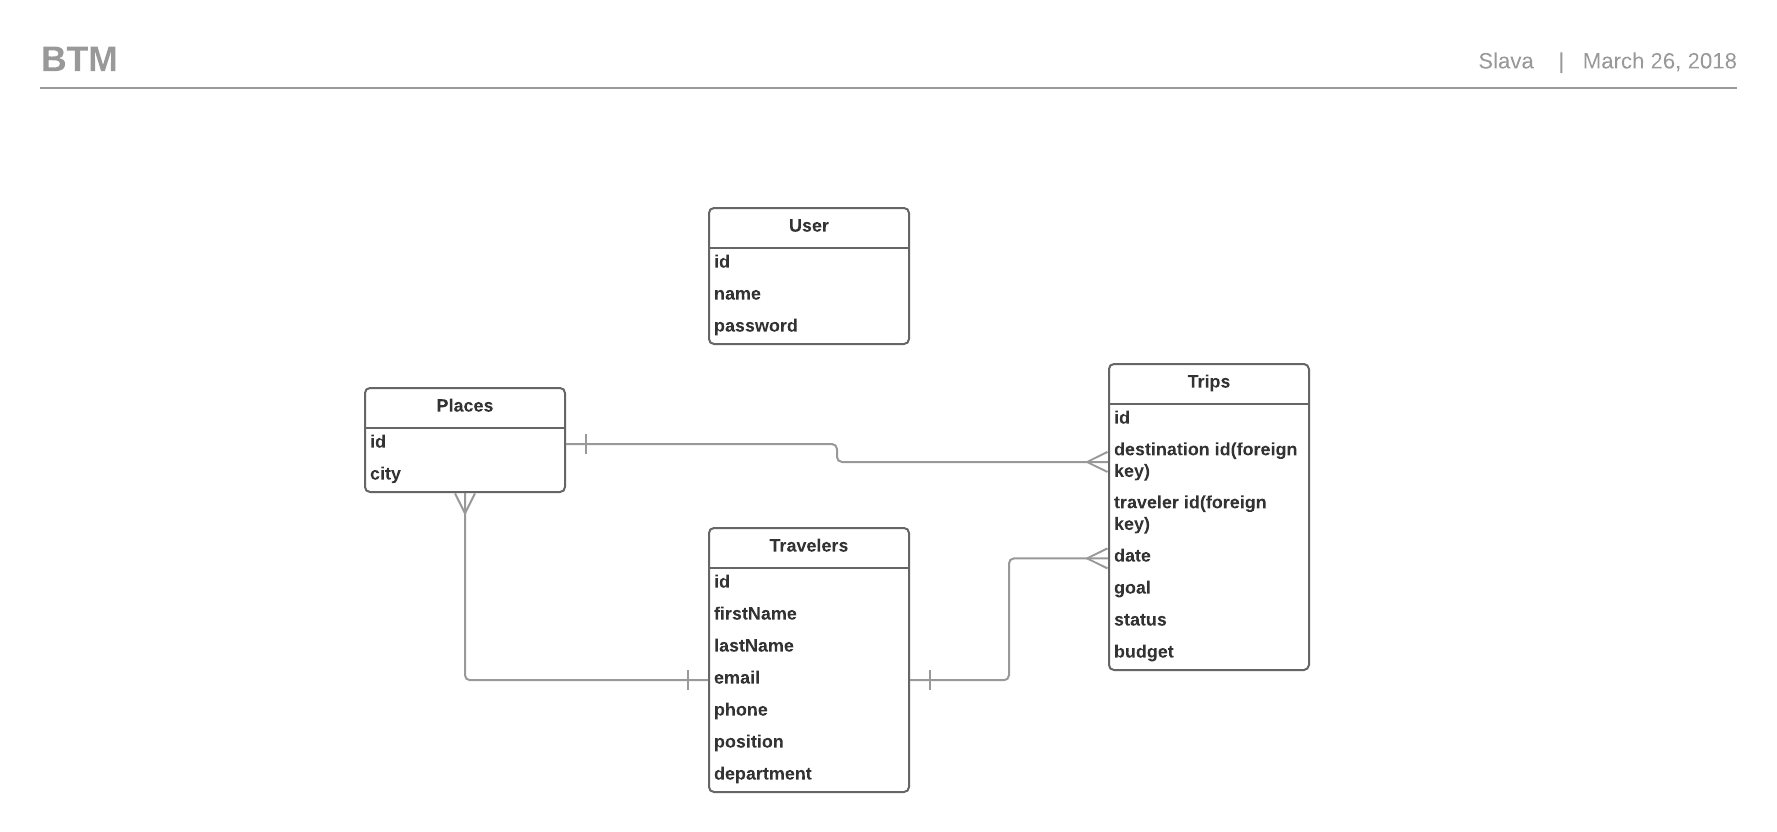 BTM
Slava | March 26, 2018
User
id
name
password
Places
id
city
Trips
id
destination id(foreign
key)
traveler id(foreign
key)
date
goal
status
budget
Travelers
id
firstName
lastName
email
phone
position
department